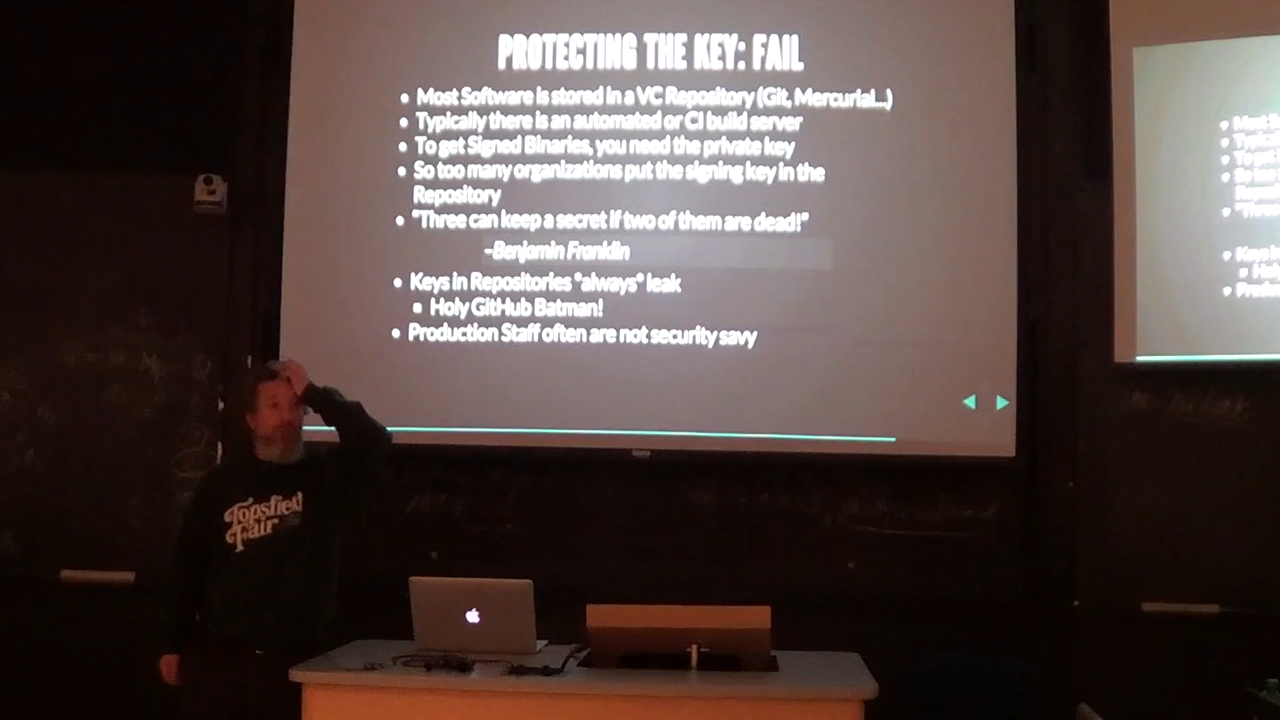 PROTECTING THE KEY: FAIL
Most Software is stored in a VC Repository (Git, Mercurial...)
Typically there is an automated or CI build server
To get Signed Binaries, you need the private key
So too many organizations put the signing key in the
Repository
"Three can keep a secret if two of them are dead!"
-Benjamin Franklin
Keys in Repositories *always* leak
Holy GitHub Batman!
Production Staff often are not security savy
Topsfield
Fair